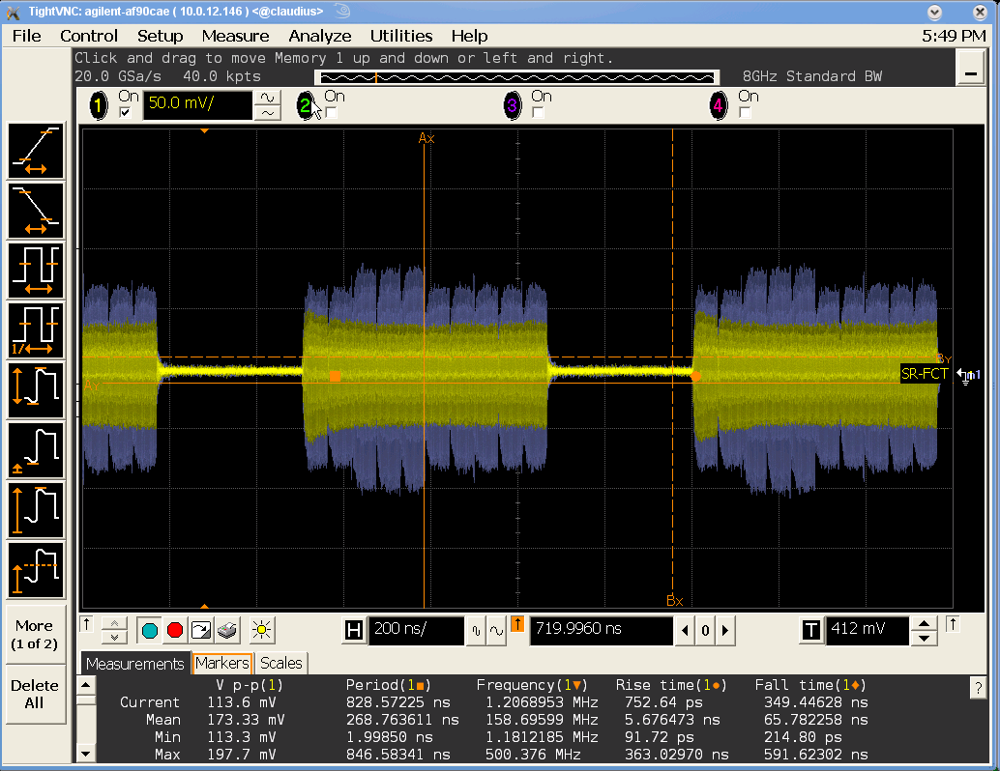 TightVNC: agilent-af90cae ( 10.0.12.146 ) <@claudius>
File Control Setup Measure Analyze Utilities Help 5:49 PM
Click and drag to move Memory 1 up and down or left and right.
20.0 GSa/s 40.0 kpts 8GHz Standard BW
1 On 50.0 mV/ 2 On 3 On 4 On
Ax
1/
By
Ay
SR-FCT m1
Bx
H 200 ns/ 719.9960 ns 0 T 412 mV
More
(1 of 2)
Delete
All
Measurements Markers Scales
V p-p(1) Period(1) Frequency(1) Rise time(1) Fall time(1) ?
Current 113.6 mV 828.57225 ns 1.2068953 MHz 752.64 ps 349.44628 ns
Mean 173.33 mV 268.763611 ns 158.69599 MHz 5.676473 ns 65.782258 ns
Min 113.3 mV 1.99850 ns 1.1812185 MHz 91.72 ps 214.80 ps
Max 197.7 mV 846.58341 ns 500.376 MHz 363.02970 ns 591.62302 ns